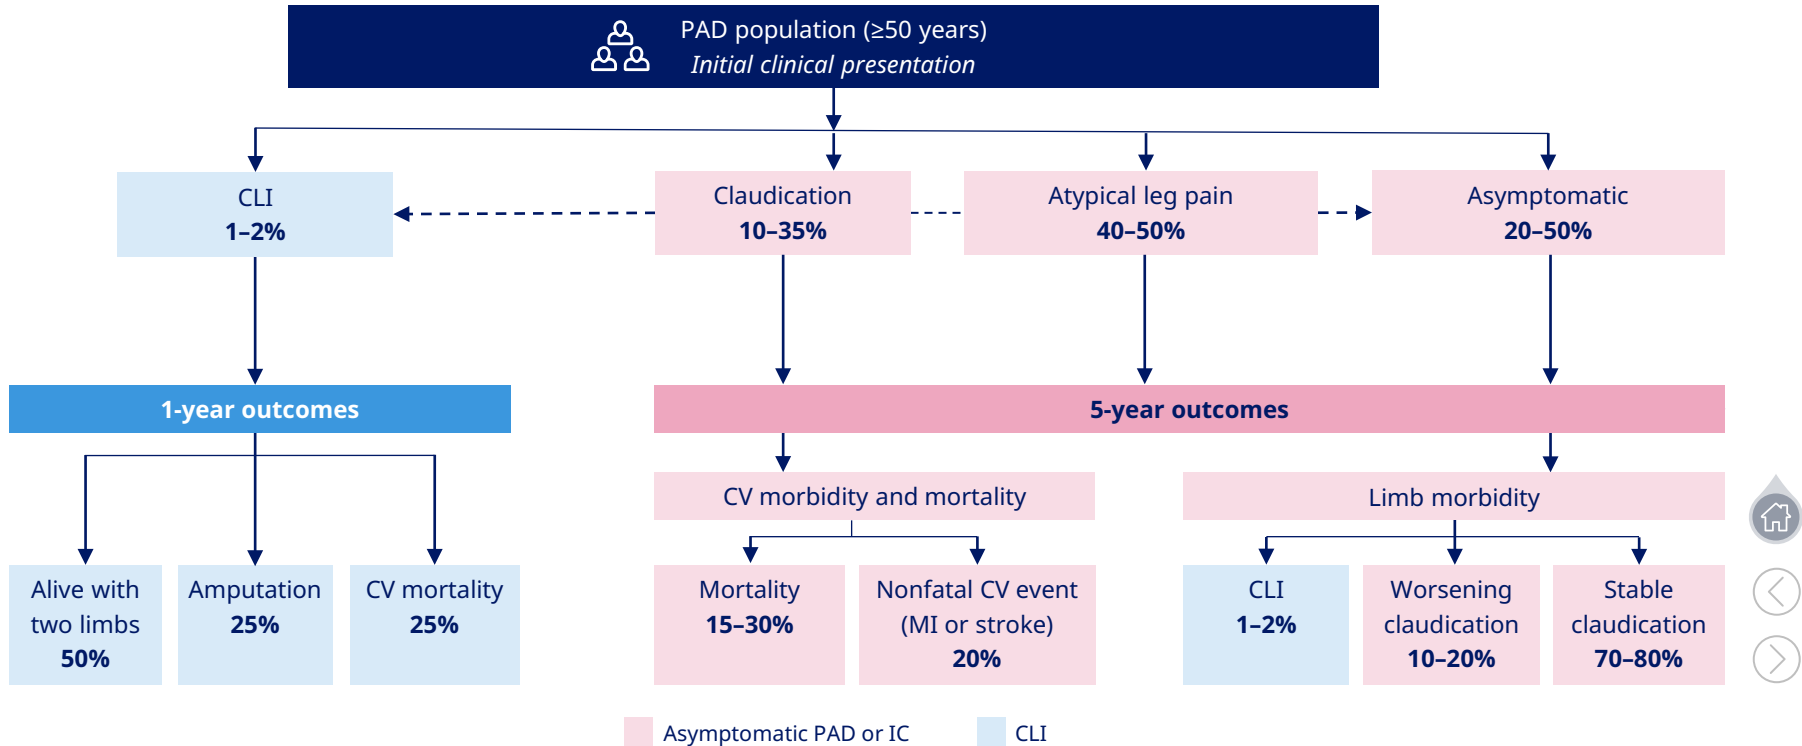 PAD population (≥50 years)
Initial clinical presentation
CLI
1–2%
Claudication
10–35%
Atypical leg pain
40–50%
Asymptomatic
20–50%
1-year outcomes
5-year outcomes
CV morbidity and mortality
Limb morbidity
Alive with
two limbs
50%
Amputation
25%
CV mortality
25%
Mortality
15–30%
Nonfatal CV event
(MI or stroke)
20%
CLI
1–2%
Worsening
claudication
10–20%
Stable
claudication
70–80%
Asymptomatic PAD or IC
CLI